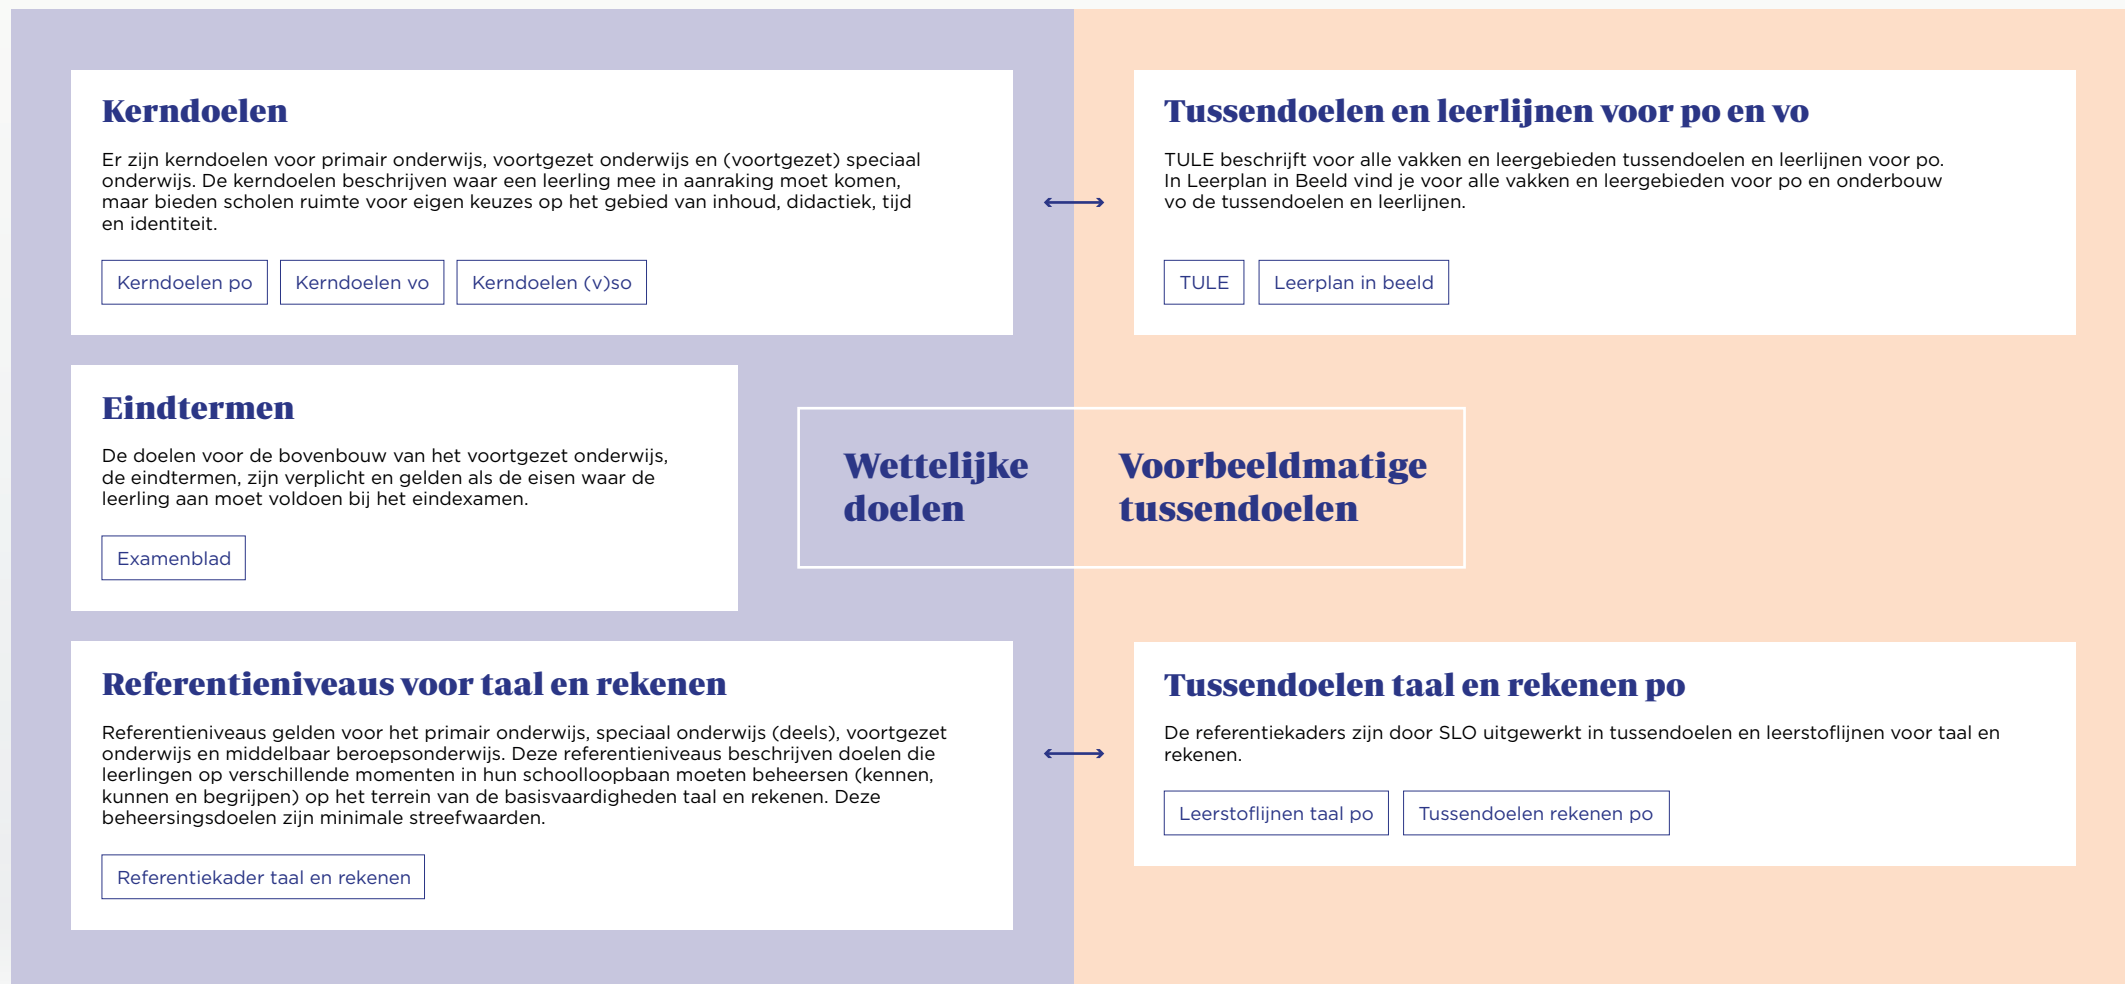 Kerndoelen
Er zijn kerndoelen voor primair onderwijs, voortgezet onderwijs en (voortgezet) speciaal
onderwijs. De kerndoelen beschrijven waar een leerling mee in aanraking moet komen,
maar bieden scholen ruimte voor eigen keuzes op het gebied van inhoud, didactiek, tijd
en identiteit.
Kerndoelen po
Kerndoelen vo
Kerndoelen (v)so
Tussendoelen en leerlijnen voor po en vo
TULE beschrijft voor alle vakken en leergebieden tussendoelen en leerlijnen voor po.
In Leerplan in Beeld vind je voor alle vakken en leergebieden voor po en onderbouw
vo de tussendoelen en leerlijnen.
TULE
Leerplan in beeld
Eindtermen
De doelen voor de bovenbouw van het voortgezet onderwijs,
de eindtermen, zijn verplicht en gelden als de eisen waar de
leerling aan moet voldoen bij het eindexamen.
Examenblad
Wettelijke
doelen
Voorbeeldmatige
tussendoelen
Referentieniveaus voor taal en rekenen
Referentieniveaus gelden voor het primair onderwijs, speciaal onderwijs (deels), voortgezet
onderwijs en middelbaar beroepsonderwijs. Deze referentieniveaus beschrijven doelen die
leerlingen op verschillende momenten in hun schoolloopbaan moeten beheersen (kennen,
kunnen en begrijpen) op het terrein van de basisvaardigheden taal en rekenen. Deze
beheersingsdoelen zijn minimale streefwaarden.
Referentiekader taal en rekenen
Tussendoelen taal en rekenen po
De referentiekaders zijn door SLO uitgewerkt in tussendoelen en leerstoflijnen voor taal en
rekenen.
Leerstoflijnen taal po
Tussendoelen rekenen po